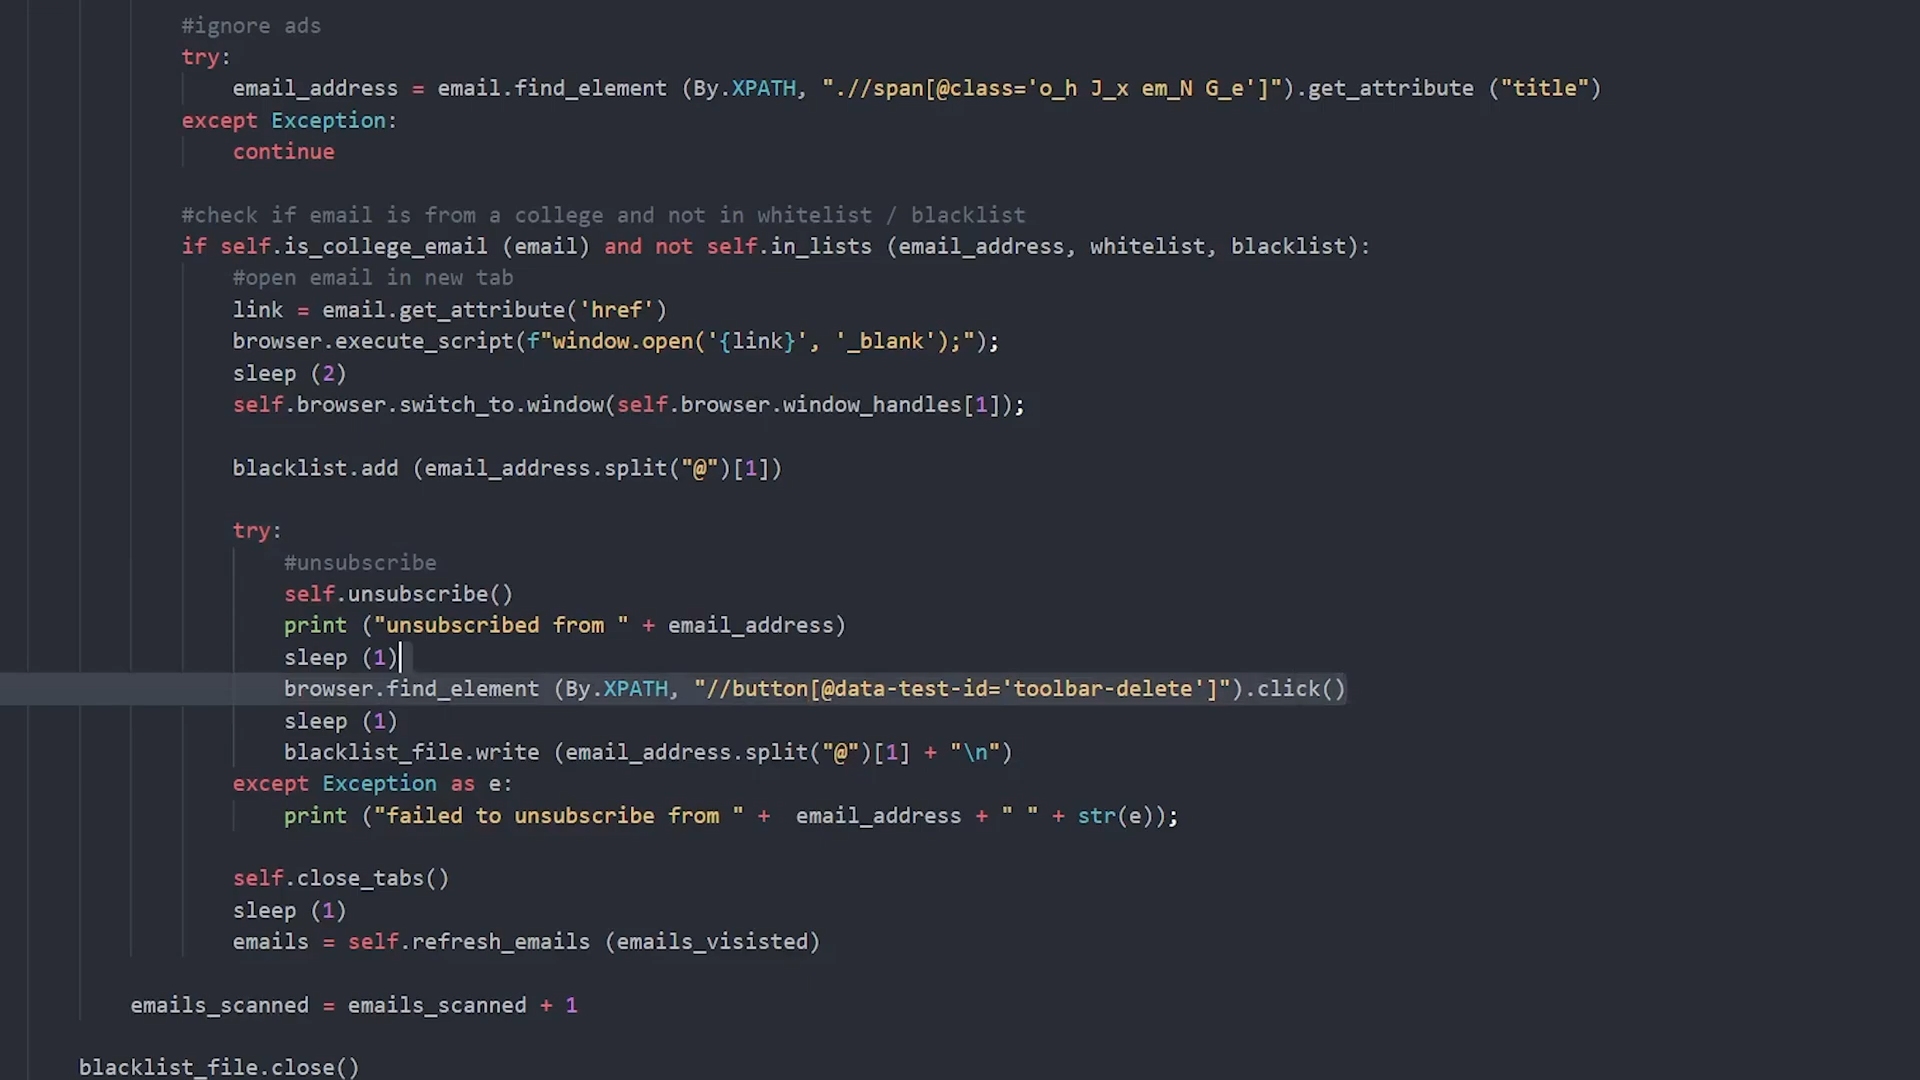 #ignore ads
try:
email_address = email.find_element (By.XPATH, ".//span[@class='o_h J_x em_N G_e']").get_attribute ("title")
except Exception:
continue
#check if email is from a college and not in whitelist / blacklist
if self.is_college_email (email) and not self.in_lists (email_address, whitelist, blacklist):
#open email in new tab
link = email.get_attribute('href')
browser.execute_script(f"window.open('{link}', '_blank');");
sleep (2)
self.browser.switch_to.window(self.browser.window_handles[1]);
blacklist.add (email_address.split("@")[1])
try:
#unsubscribe
self.unsubscribe()
print ("unsubscribed from " + email_address)
sleep (1)
browser.find_element (By.XPATH, "//button[@data-test-id='toolbar-delete']").click()
sleep (1)
blacklist_file.write (email_address.split("@")[1] + "\n")
except Exception as e:
print ("failed to unsubscribe from " +  email_address + " " + str(e));
self.close_tabs()
sleep (1)
emails = self.refresh_emails (emails_visisted)
emails_scanned = emails_scanned + 1
blacklist_file.close()